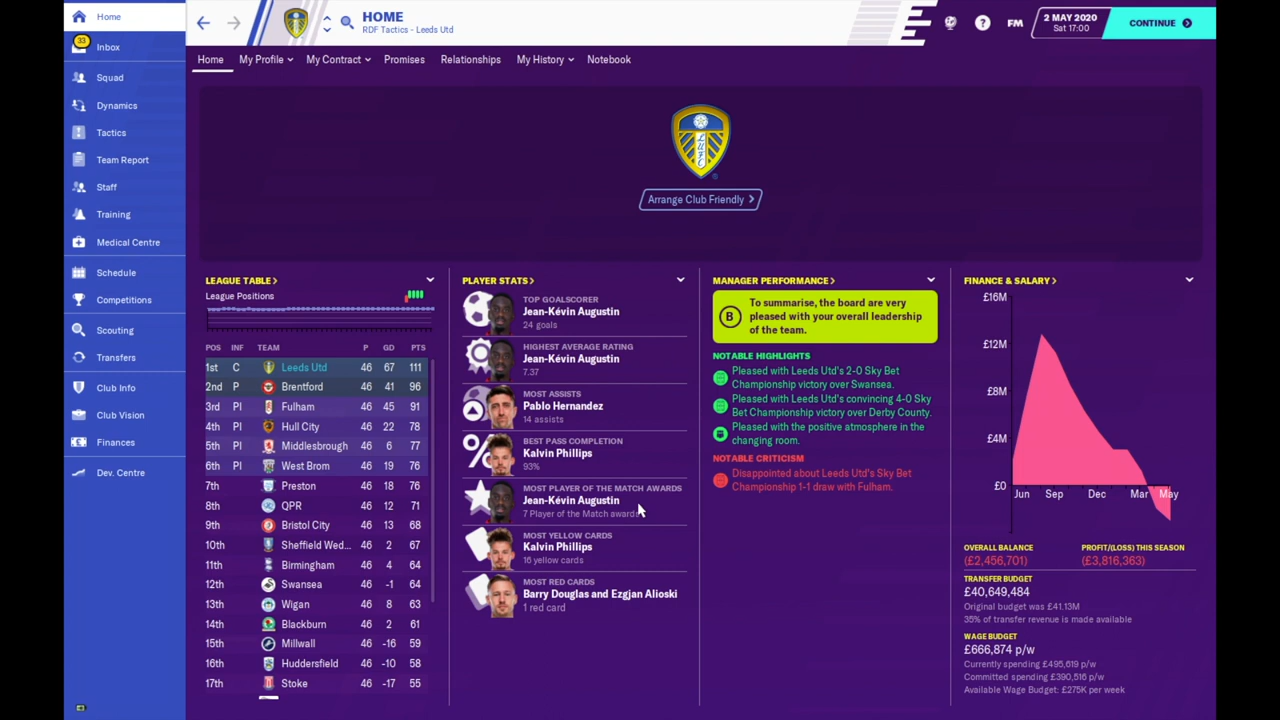 Home
33
Inbox
Squad
Dynamics
Tactics
Team Report
Staff
Training
Medical Centre
Schedule
Competitions
Scouting
Transfers
Club Info
Club Vision
Finances
Dev. Centre
HOME
RDF Tactics - Leeds Utd
?
FM
2 MAY 2020
Sat 17:00
CONTINUE
Home
My Profile
My Contract
Promises
Relationships
My History
Notebook
LUFC
Arrange Club Friendly
LEAGUE TABLE
League Positions
POS INF TEAM P GD PTS
1st C Leeds Utd 46 67 111
2nd P Brentford 46 41 96
3rd Pl Fulham 46 45 91
4th Pl Hull City 46 22 78
5th Pl Middlesbrough 46 6 77
6th Pl West Brom 46 19 76
7th Preston 46 18 76
8th QPR 46 12 71
9th Bristol City 46 13 68
10th Sheffield Wed... 46 2 67
11th Birmingham 46 4 64
12th Swansea 46 -1 64
13th Wigan 46 8 63
14th Blackburn 46 2 61
15th Millwall 46 -16 59
16th Huddersfield 46 -10 58
17th Stoke 46 -17 55
PLAYER STATS
TOP GOALSCORER
Jean-Kévin Augustin
24 goals
HIGHEST AVERAGE RATING
Jean-Kévin Augustin
7.37
MOST ASSISTS
Pablo Hernandez
14 assists
BEST PASS COMPLETION
Kalvin Phillips
93%
MOST PLAYER OF THE MATCH AWARDS
Jean-Kévin Augustin
7 Player of the Match awards
MOST YELLOW CARDS
Kalvin Phillips
16 yellow cards
MOST RED CARDS
Barry Douglas and Ezgjan Alioski
1 red card
MANAGER PERFORMANCE
B
To summarise, the board are very
pleased with your overall leadership
of the team.
NOTABLE HIGHLIGHTS
Pleased with Leeds Utd's 2-0 Sky Bet
Championship victory over Swansea.
Pleased with Leeds Utd's convincing 4-0 Sky
Bet Championship victory over Derby County.
Pleased with the positive atmosphere in the
changing room.
NOTABLE CRITICISM
Disappointed about Leeds Utd's Sky Bet
Championship 1-1 draw with Fulham.
FINANCE & SALARY
£16M
£12M
£8M
£4M
£0
Jun Sep Dec Mar May
OVERALL BALANCE
(£2,456,701)
PROFIT/(LOSS) THIS SEASON
(£3,816,363)
TRANSFER BUDGET
£40,649,484
Original budget was £41.13M
35% of transfer revenue is made available
WAGE BUDGET
£666,874 p/w
Currently spending £495,619 p/w
Committed spending £390,516 p/w
Available Wage Budget: £275K per week